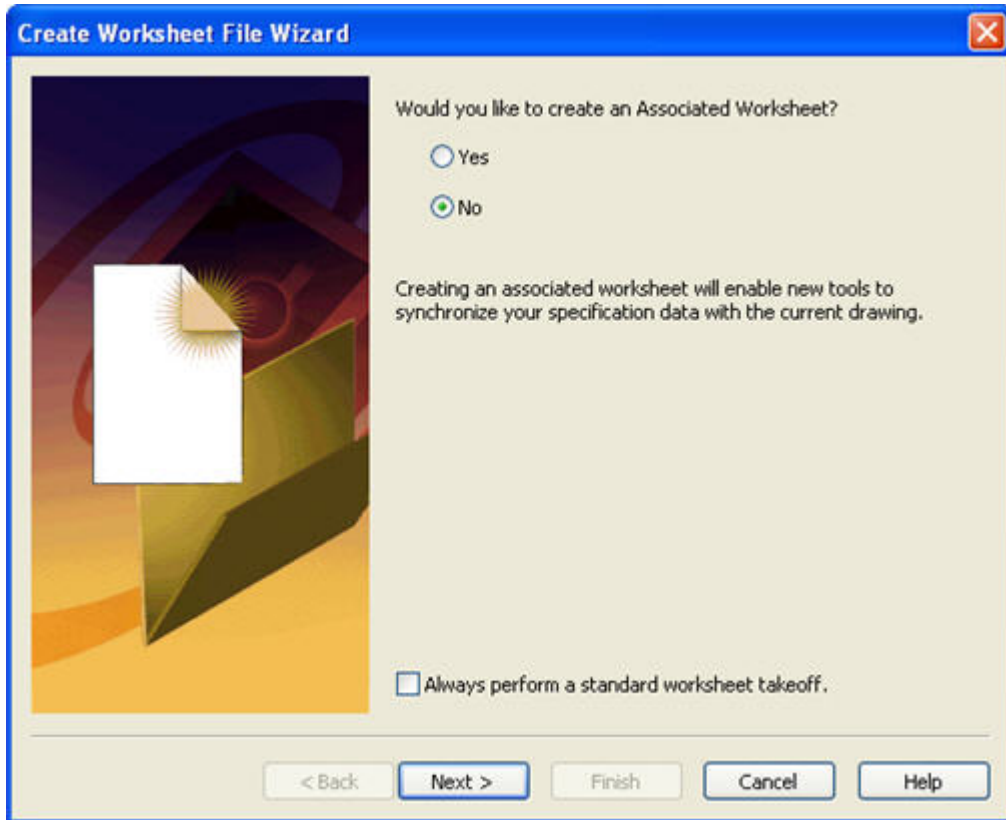 Create Worksheet File Wizard
Would you like to create an Associated Worksheet?
Yes
No
Creating an associated worksheet will enable new tools to
synchronize your specification data with the current drawing.
Always perform a standard worksheet takeoff.
< Back Next > Finish Cancel Help